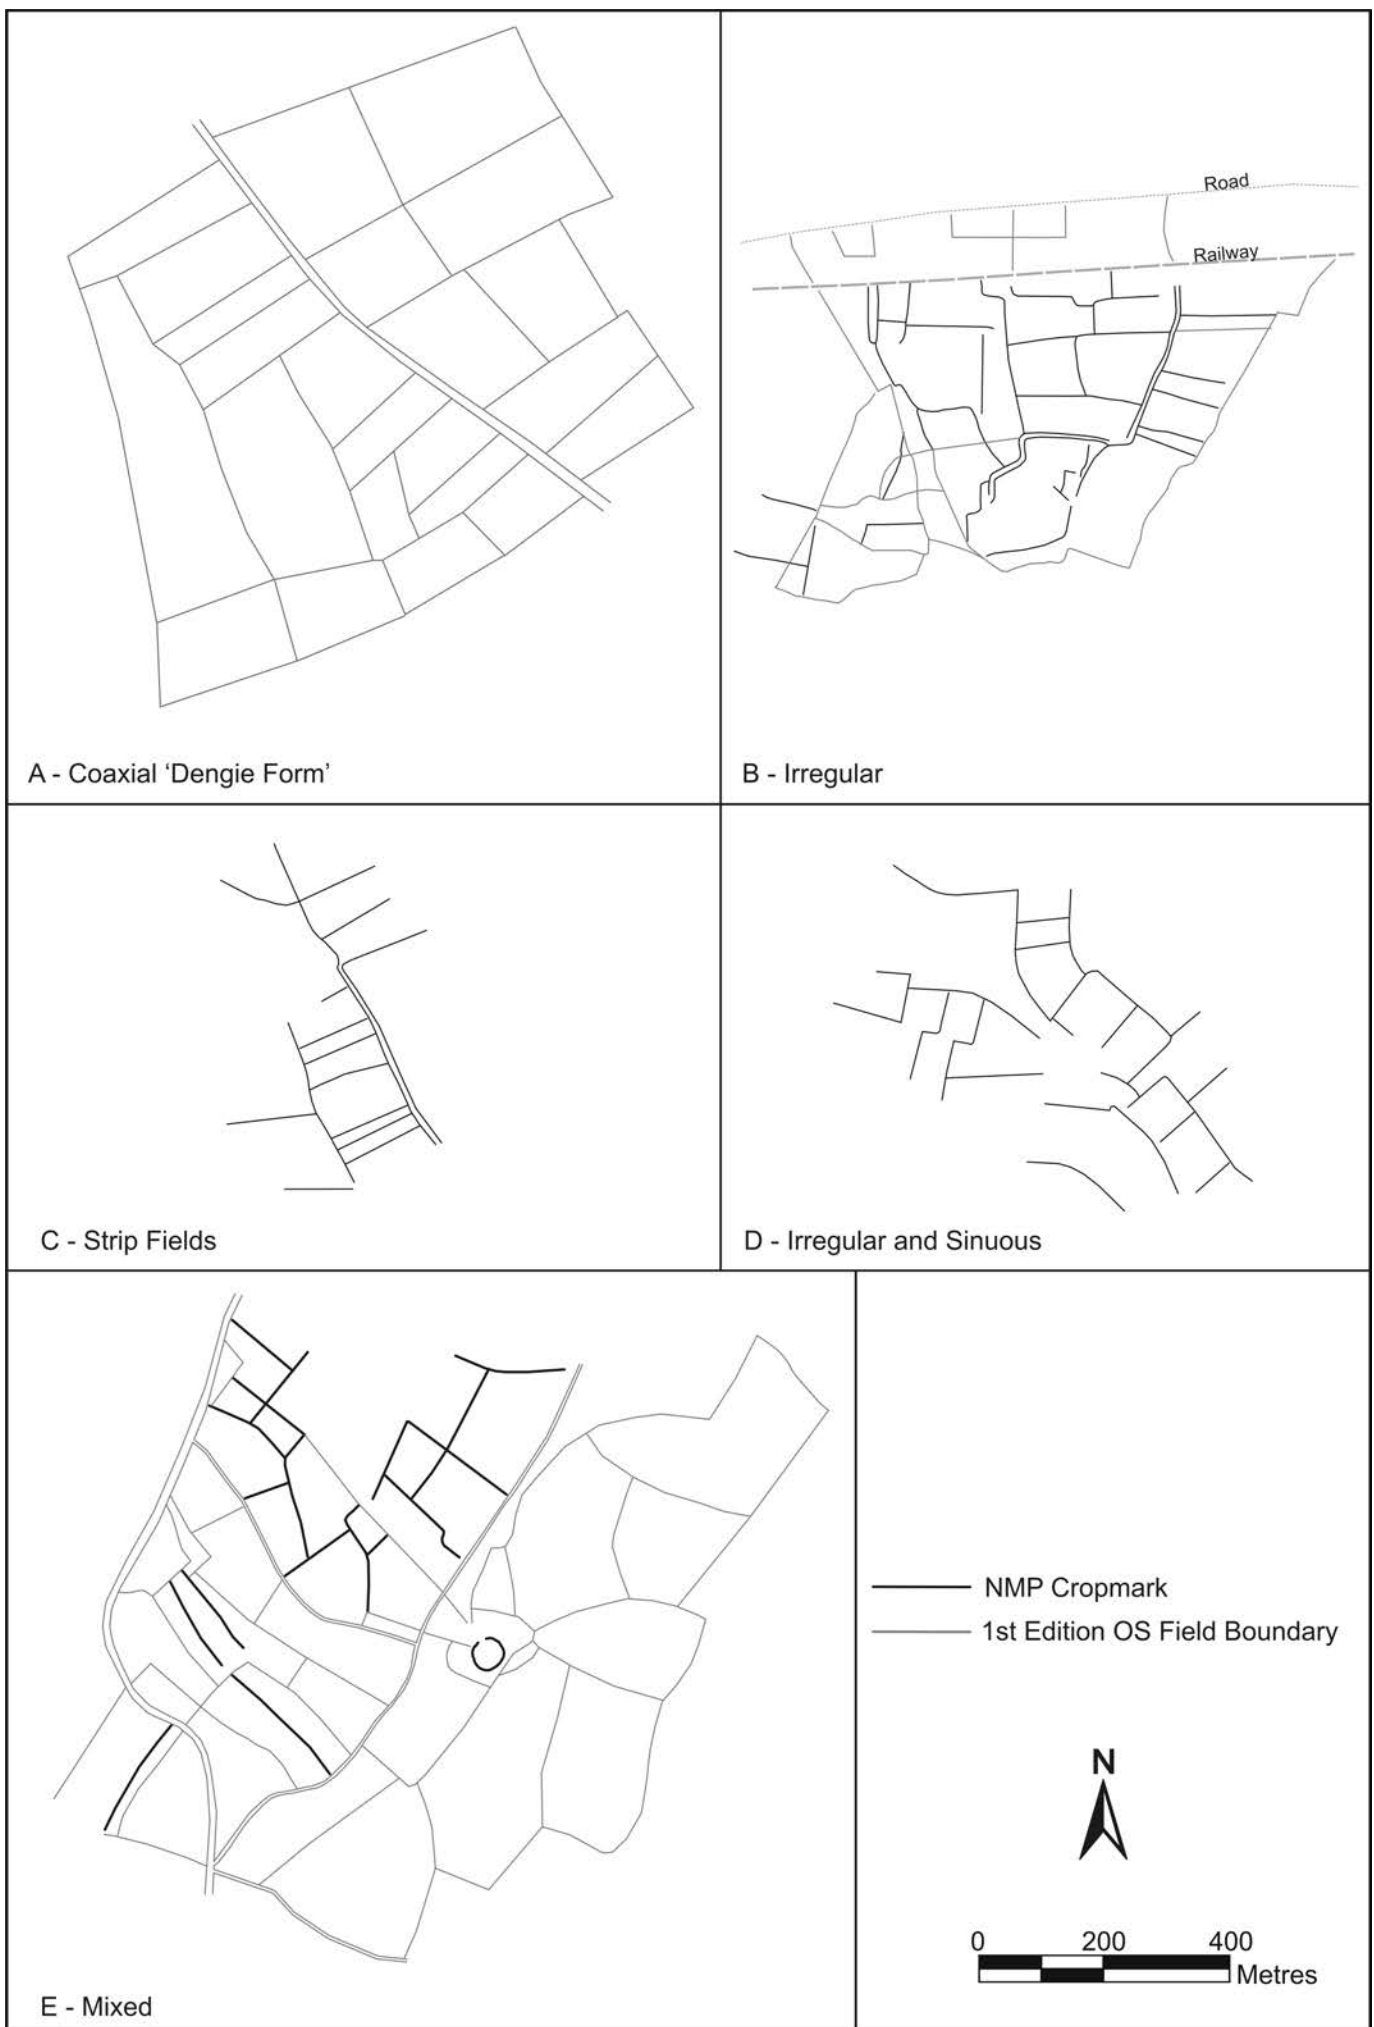 Road
Railway
A - Coaxial ‘Dengie Form’
B - Irregular
C - Strip Fields
D - Irregular and Sinuous
NMP Cropmark
1st Edition OS Field Boundary
N
0 200 400
Metres
E - Mixed